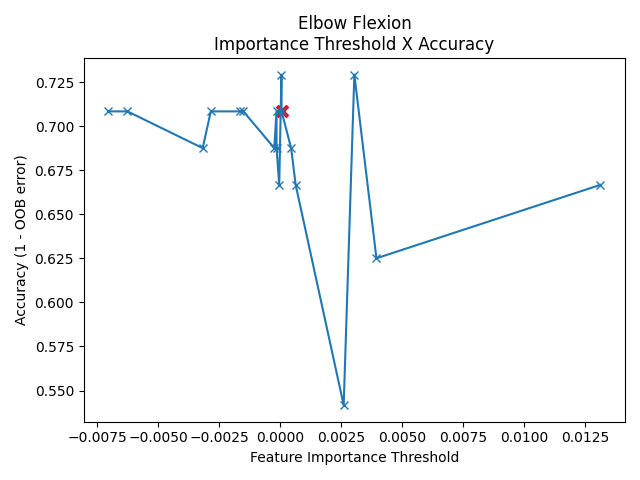 Elbow Flexion
Importance Threshold X Accuracy
Accuracy (1 - OOB error)
0.725
0.700
0.675
0.650
0.625
0.600
0.575
0.550
−0.0075 −0.0050 −0.0025 0.0000 0.0025 0.0050 0.0075 0.0100 0.0125
Feature Importance Threshold